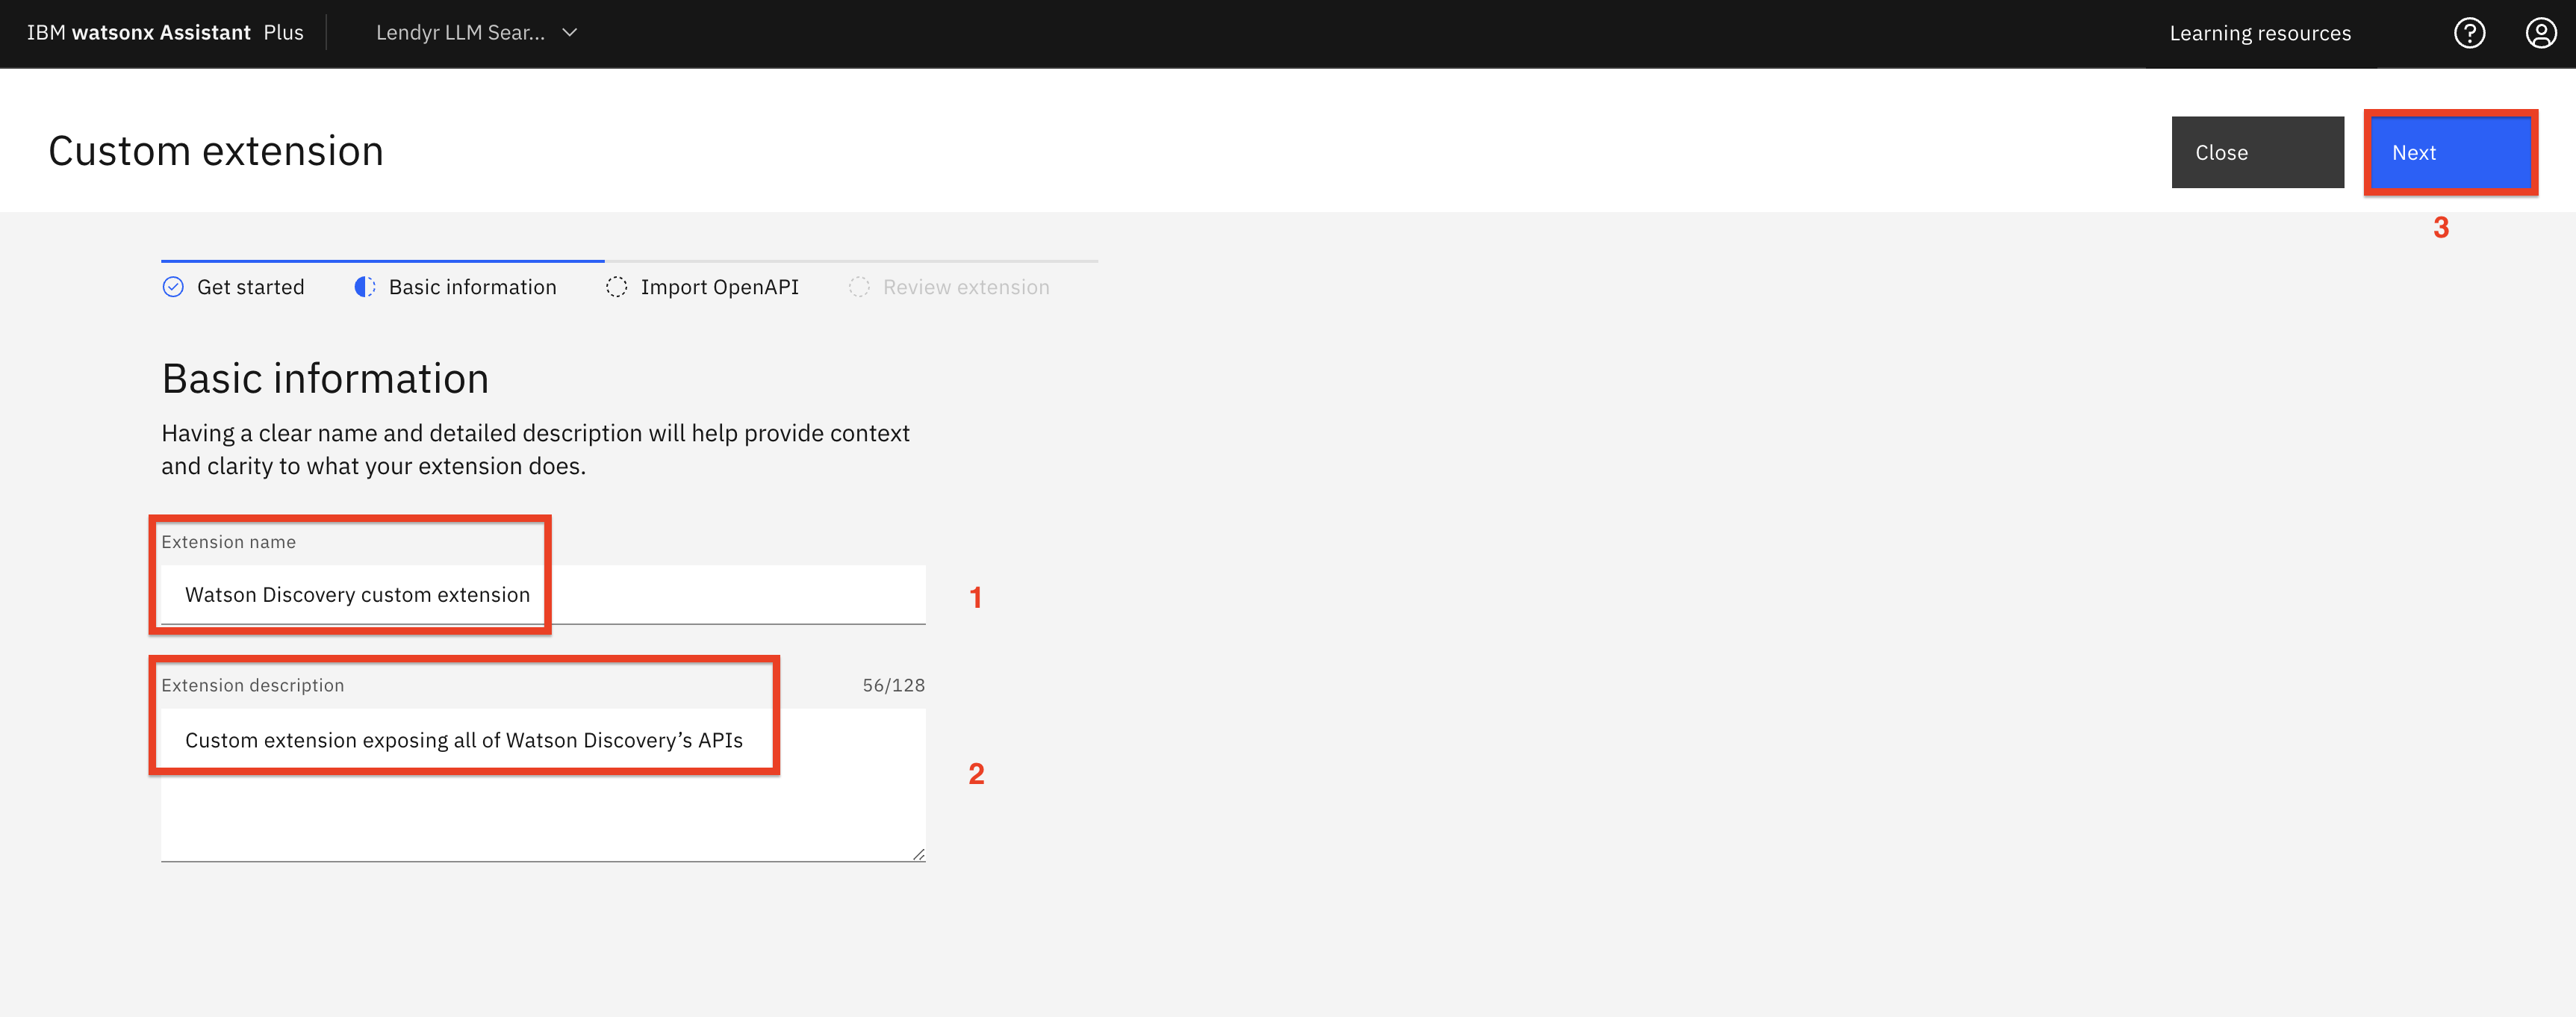 IBM watsonx Assistant Plus
Lendyr LLM Sear...
Learning resources
Custom extension
Close
Next
3
Get started
Basic information
Import OpenAPI
Review extension
Basic information
Having a clear name and detailed description will help provide context
and clarity to what your extension does.
Extension name
Watson Discovery custom extension
1
Extension description
56/128
Custom extension exposing all of Watson Discovery’s APIs
2